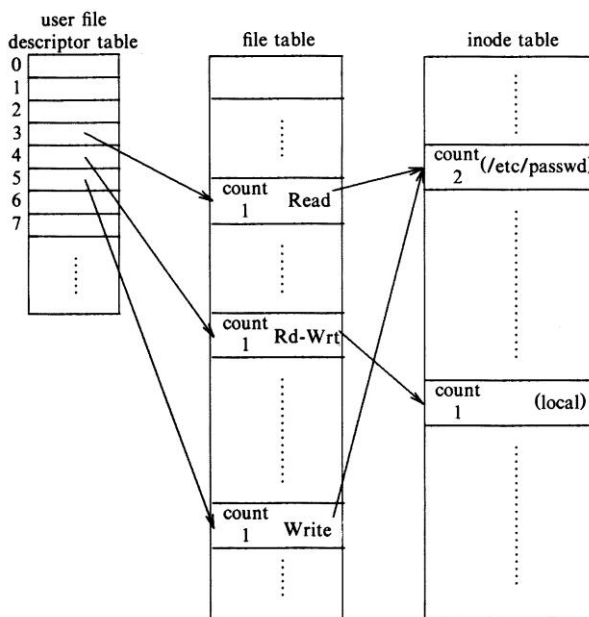 user file
descriptor table
file table
inode table
0
1
2
3
4
5
6
7
count
1 Read
count
1 Rd-Wrt
count
1 Write
count
2 (/etc/passwd)
count
1 (local)